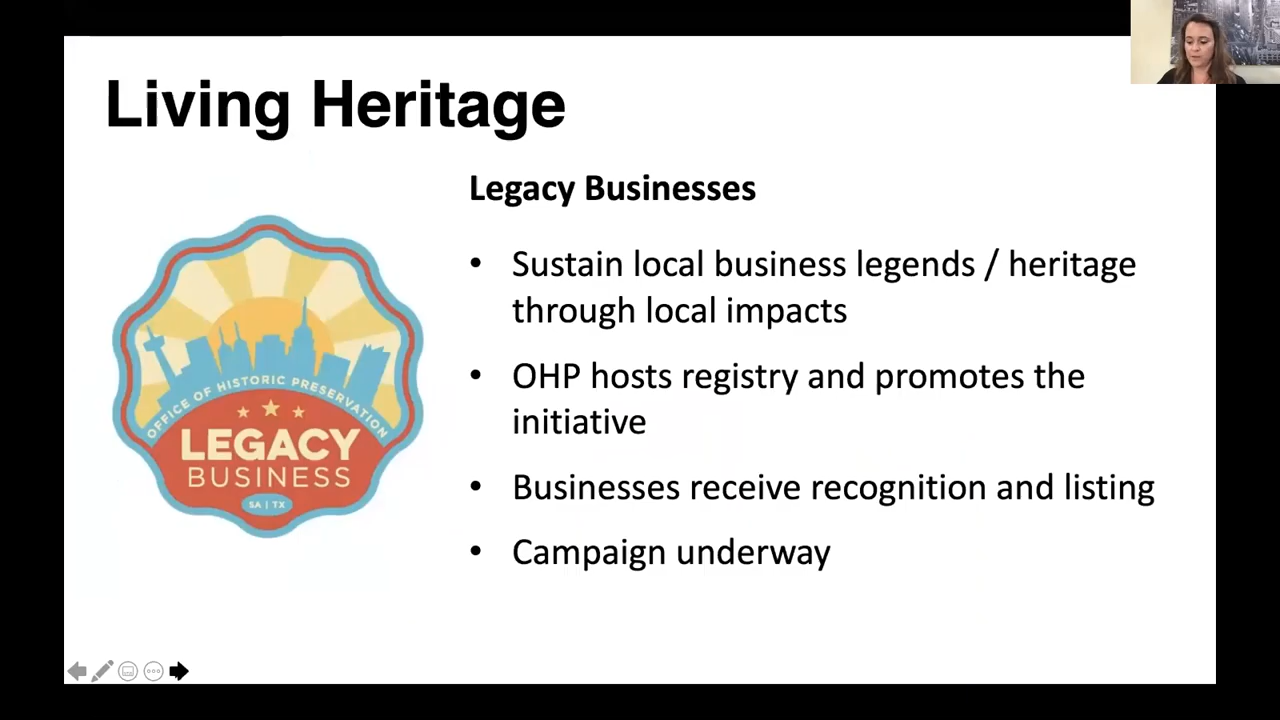 Living Heritage
Legacy Businesses
• Sustain local business legends / heritage
through local impacts
• OHP hosts registry and promotes the
initiative
• Businesses receive recognition and listing
• Campaign underway
OFFICE OF HISTORIC PRESERVATION
LEGACY
BUSINESS
SA | TX